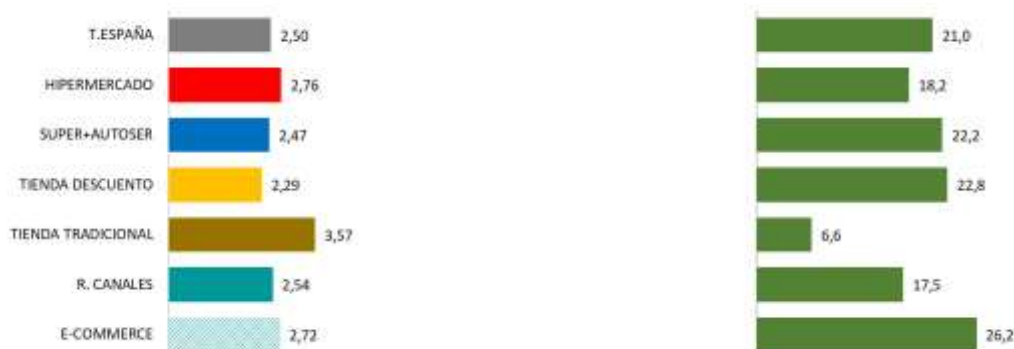 T.ESPAÑA 2,50 21,0
HIPERMERCADO 2,76 18,2
SUPER+AUTOSER 2,47 22,2
TIENDA DESCUENTO 2,29 22,8
TIENDA TRADICIONAL 3,57 6,6
R. CANALES 2,54 17,5
E-COMMERCE 2,72 26,2